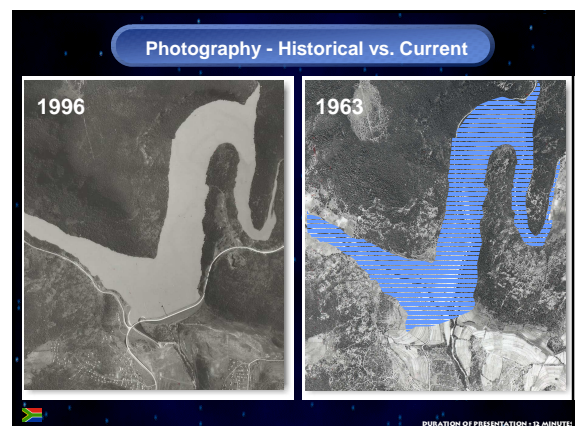 Photography - Historical vs. Current
1996
1963
DURATION OF PRESENTATION : 12 MINUTES